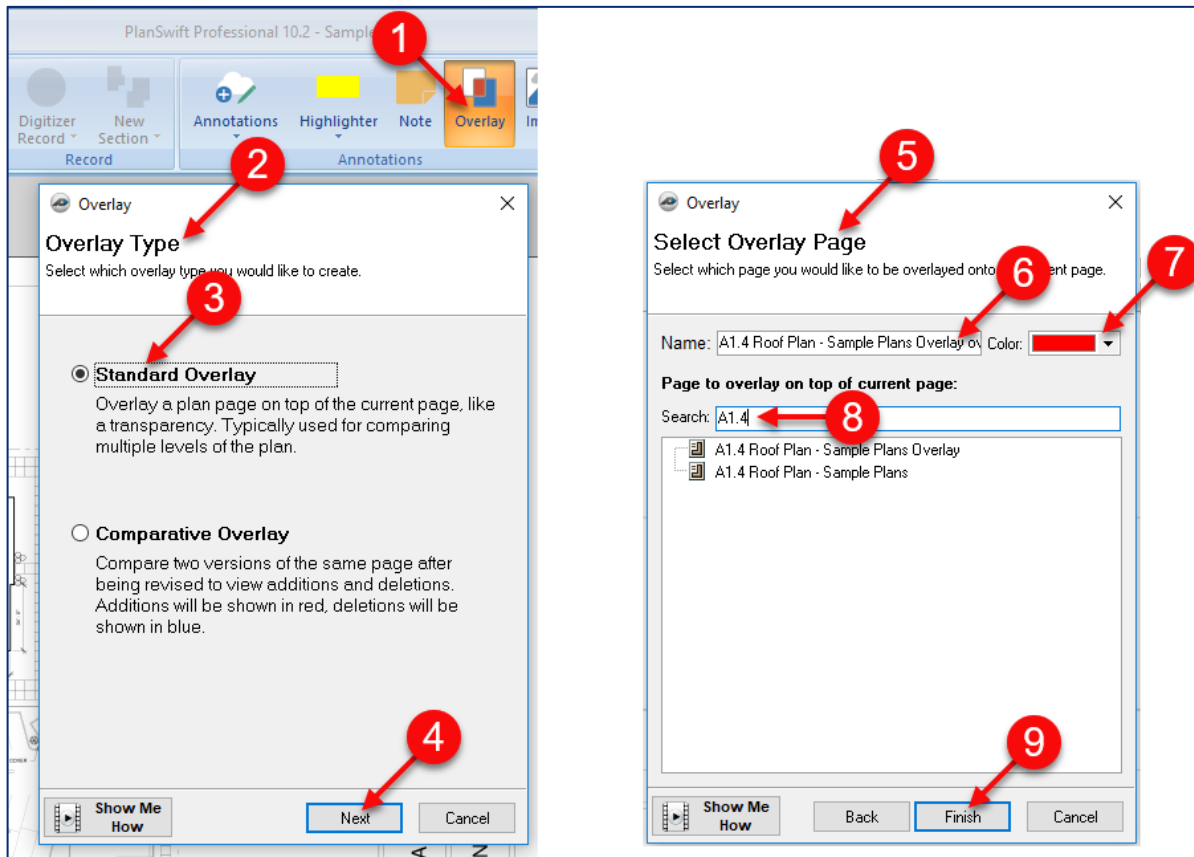 PlanSwift Professional 10.2 - Sample
1
Digitizer Record
New Section
Annotations
Highlighter
Note
Overlay
Record
Annotations
2
Overlay
Overlay Type
Select which overlay type you would like to create.
3
Standard Overlay
Overlay a plan page on top of the current page, like
a transparency. Typically used for comparing
multiple levels of the plan.
Comparative Overlay
Compare two versions of the same page after
being revised to view additions and deletions.
Additions will be shown in red, deletions will be
shown in blue.
4
Show Me
How
Next
Cancel
A
N
5
Overlay
Select Overlay Page
Select which page you would like to be overlayed onto ent page.
6
7
Name: A1.4 Roof Plan - Sample Plans Overlay ov Color:
Page to overlay on top of current page:
Search: A1.4
8
A1.4 Roof Plan - Sample Plans Overlay
A1.4 Roof Plan - Sample Plans
9
Show Me
How
Back
Finish
Cancel